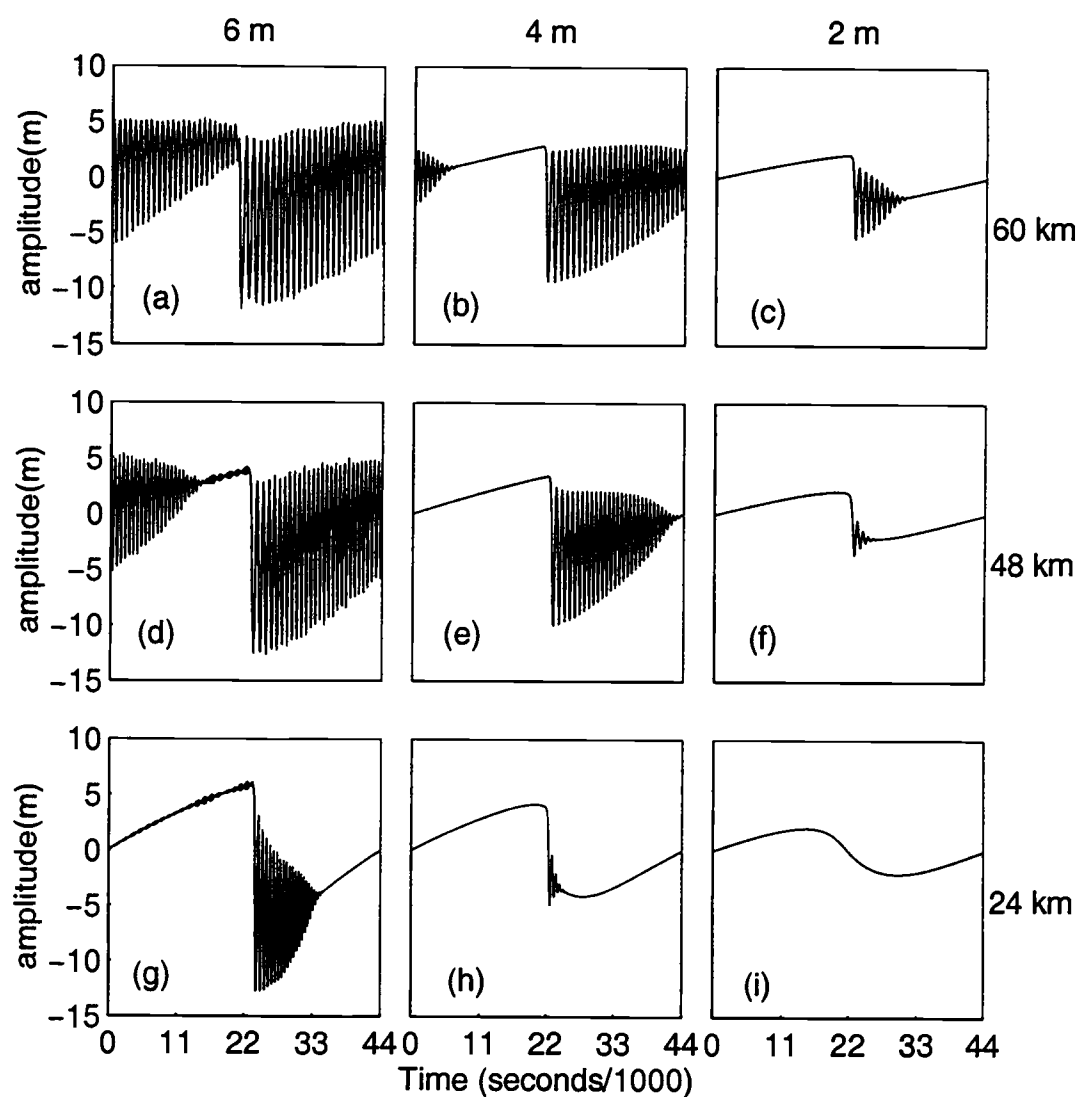 6 m 4 m 2 m
10
5
0
−5
−10
−15
amplitude(m)
(a) (b) (c)
60 km
10
5
0
−5
−10
−15
amplitude(m)
(d) (e) (f)
48 km
10
5
0
−5
−10
−15
amplitude(m)
(g) (h) (i)
24 km
0 11 22 33 44 0 11 22 33 44 0 11 22 33 44
Time (seconds/1000)